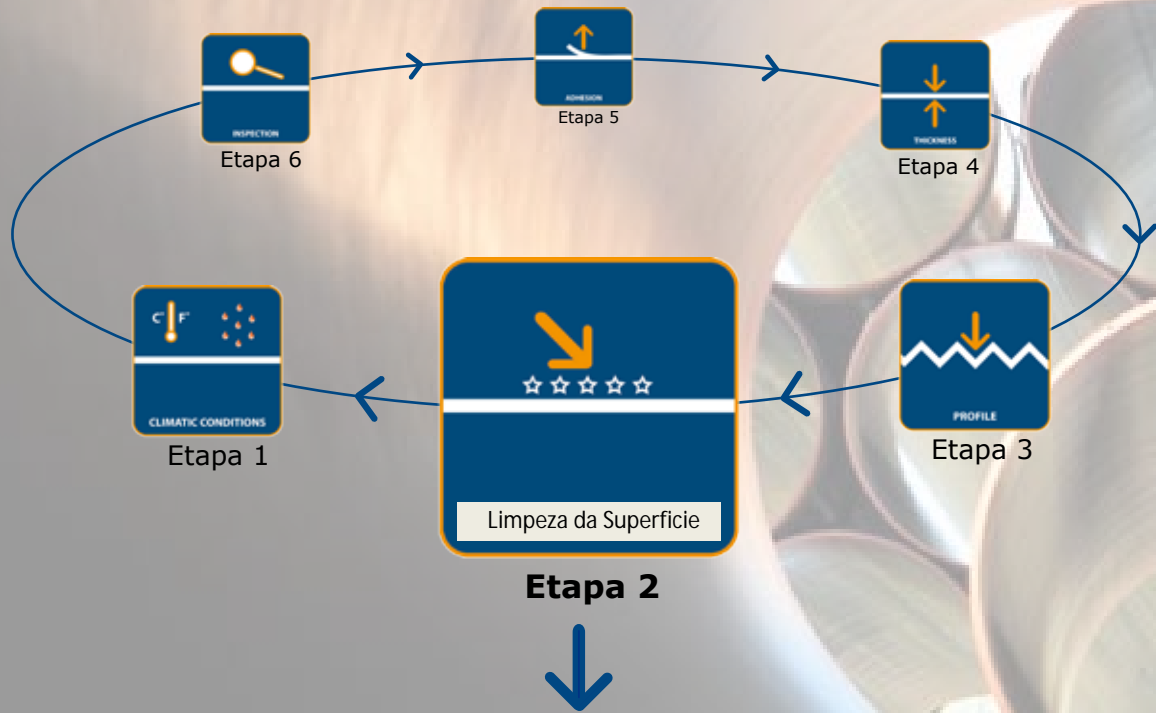 INSPECTION
Etapa 6
ADHESION
Etapa 5
THICKNESS
Etapa 4
C° F°
CLIMATIC CONDITIONS
Etapa 1
Limpeza da Superficie
Etapa 2
PROFILE
Etapa 3